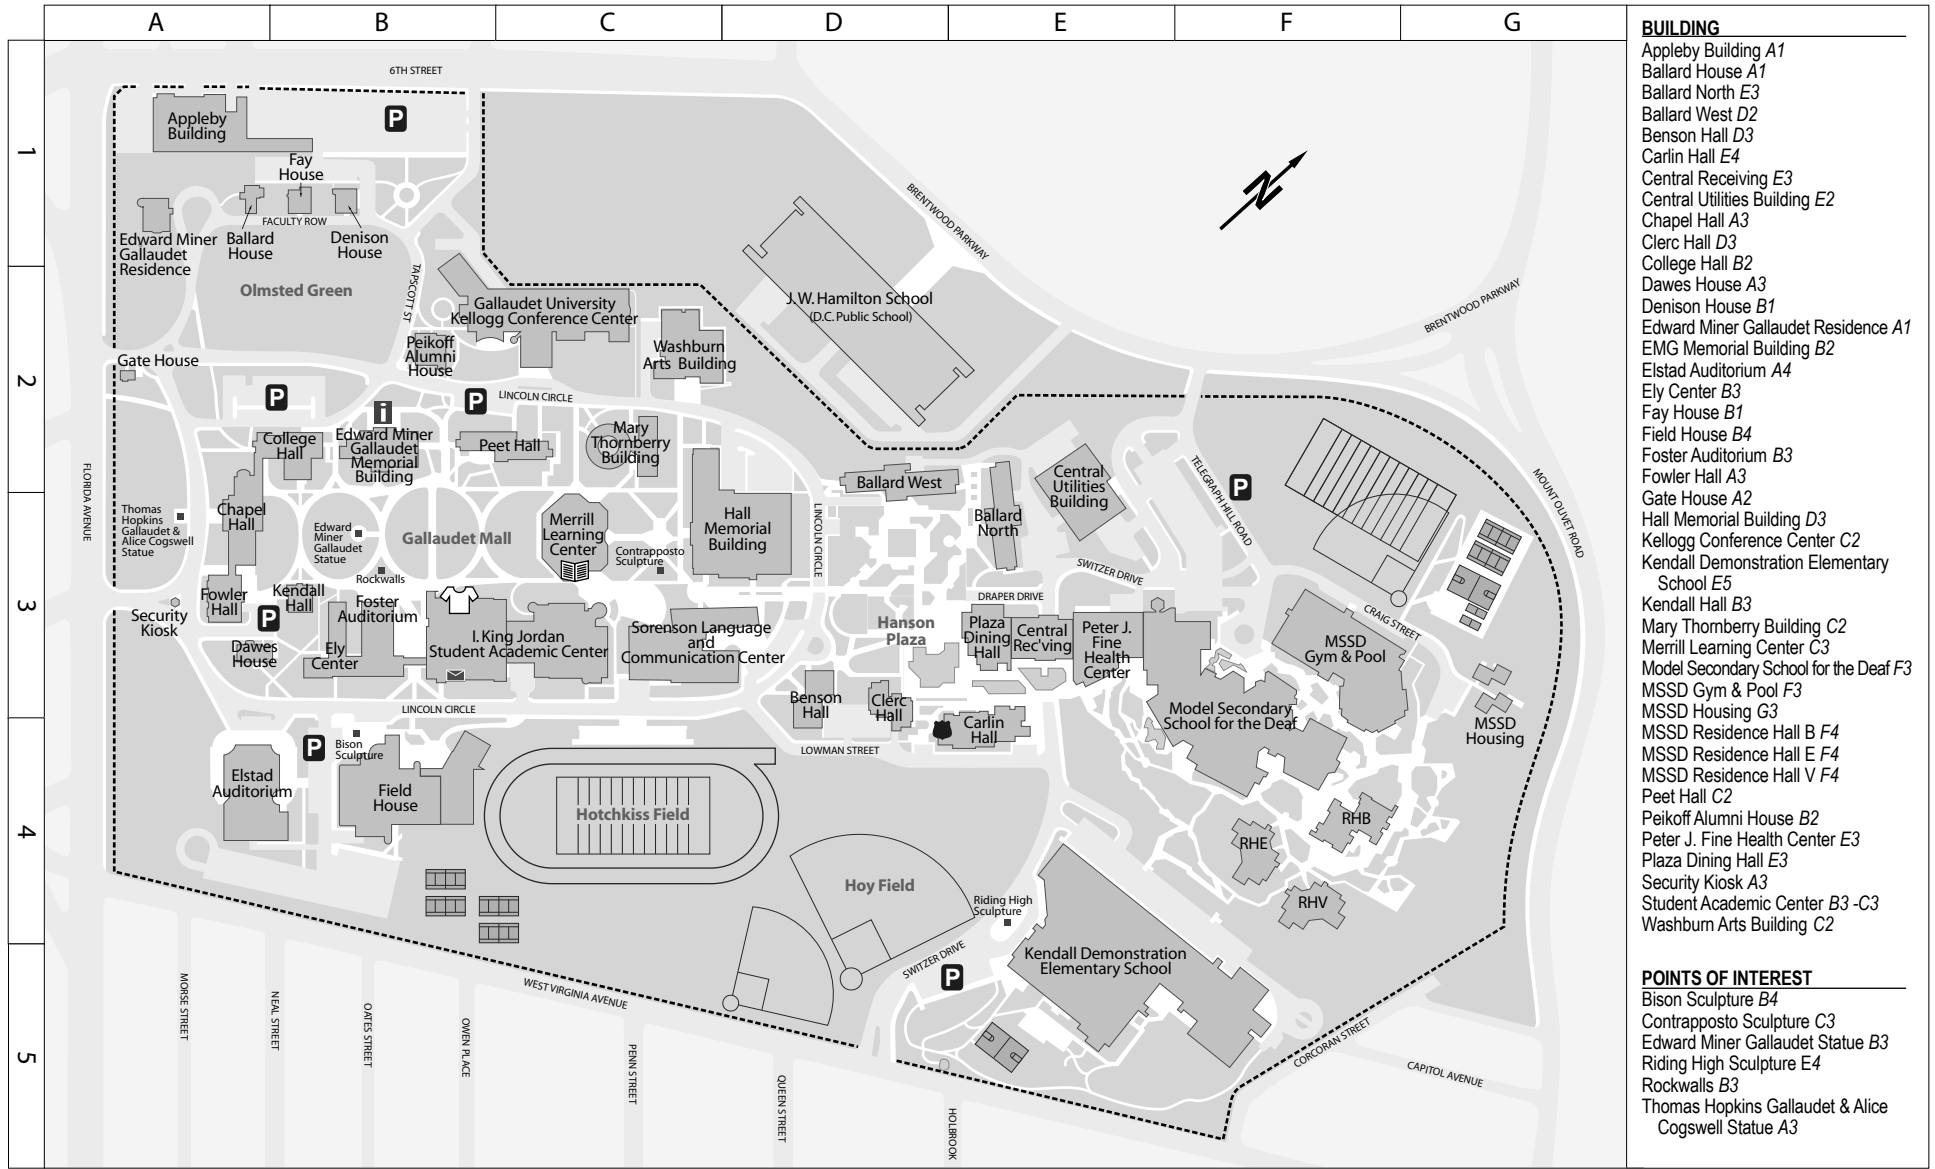 A B C D E F G
1
2
3
4
5
6TH STREET
P
Appleby
Building
Fay
House
FACULTY ROW
Edward Miner
Gallaudet
Residence
Ballard
House
Denison
House
BRENTWOOD PARKWAY
N
Olmsted Green
TAPSCOTT ST
Gallaudet University
Kellogg Conference Center
J.W. Hamilton School
(D.C. Public School)
BRENTWOOD PARKWAY
Peikoff
Alumni
House
Washburn
Arts Building
Gate House
P
i
P
LINCOLN CIRCLE
College
Hall
Edward Miner
Gallaudet
Memorial
Building
Peet Hall
Mary
Thornberry
Building
FLORIDA AVENUE
Ballard West
Central
Utilities
Building
TELEGRAPH HILL ROAD
P
MOUNT OLIVET ROAD
Thomas
Hopkins
Gallaudet &
Alice Cogswell
Statue
Chapel
Hall
Edward
Miner
Gallaudet
Statue
Gallaudet Mall
Merrill
Learning
Center
Contrapposto
Sculpture
Hall
Memorial
Building
LINCOLN CIRCLE
Ballard
North
SWITZER DRIVE
Rockwalls
DRAPER DRIVE
Security
Kiosk
Fowler
Hall
P
Kendall
Hall
Foster
Auditorium
Dawes
House
Ely
Center
I. King Jordan
Student Academic Center
Sorenson Language
and
Communication Center
Hanson
Plaza
Plaza
Dining
Hall
Central
Rec'ving
Peter J.
Fine
Health
Center
MSSD
Gym & Pool
CRAIG STREET
LINCOLN CIRCLE
Benson
Hall
Clerc
Hall
Carlin
Hall
Model Secondary
School for the Deaf
MSSD
Housing
LOWMAN STREET
P
Bison
Sculpture
Elstad
Auditorium
Field
House
Hotchkiss Field
RHB
RHE
RHV
Hoy Field
Riding High
Sculpture
SWITZER DRIVE
P
Kendall Demonstration
Elementary School
WEST VIRGINIA AVENUE
MORSE STREET
NEAL STREET
OATES STREET
OWEN PLACE
PENN STREET
QUEEN STREET
HOLBROOK
CORCORAN STREET
CAPITOL AVENUE
BUILDING
Appleby Building A1
Ballard House A1
Ballard North E3
Ballard West D2
Benson Hall D3
Carlin Hall E4
Central Receiving E3
Central Utilities Building E2
Chapel Hall A3
Clerc Hall D3
College Hall B2
Dawes House A3
Denison House B1
Edward Miner Gallaudet Residence A1
EMG Memorial Building B2
Elstad Auditorium A4
Ely Center B3
Fay House B1
Field House B4
Foster Auditorium B3
Fowler Hall A3
Gate House A2
Hall Memorial Building D3
Kellogg Conference Center C2
Kendall Demonstration Elementary
School E5
Kendall Hall B3
Mary Thornberry Building C2
Merrill Learning Center C3
Model Secondary School for the Deaf F3
MSSD Gym & Pool F3
MSSD Housing G3
MSSD Residence Hall B F4
MSSD Residence Hall E F4
MSSD Residence Hall V F4
Peet Hall C2
Peikoff Alumni House B2
Peter J. Fine Health Center E3
Plaza Dining Hall E3
Security Kiosk A3
Student Academic Center B3 -C3
Washburn Arts Building C2
POINTS OF INTEREST
Bison Sculpture B4
Contrapposto Sculpture C3
Edward Miner Gallaudet Statue B3
Riding High Sculpture E4
Rockwalls B3
Thomas Hopkins Gallaudet & Alice
Cogswell Statue A3